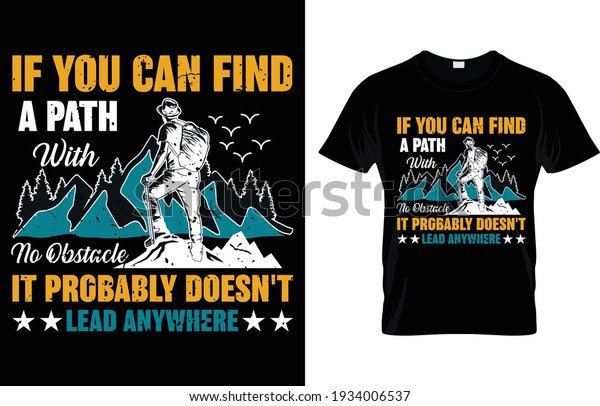 IF YOU CAN FIND
A PATH
With
No Obstacle
IT PROBABLY DOESN'T
★★ LEAD ANYWHERE ★★
IF YOU CAN FIND
A PATH
With
No Obstacle
IT PROBABLY DOESN'T
★★ LEAD ANYWHERE ★★
shutterstock
shutterstock.com · 1934006537